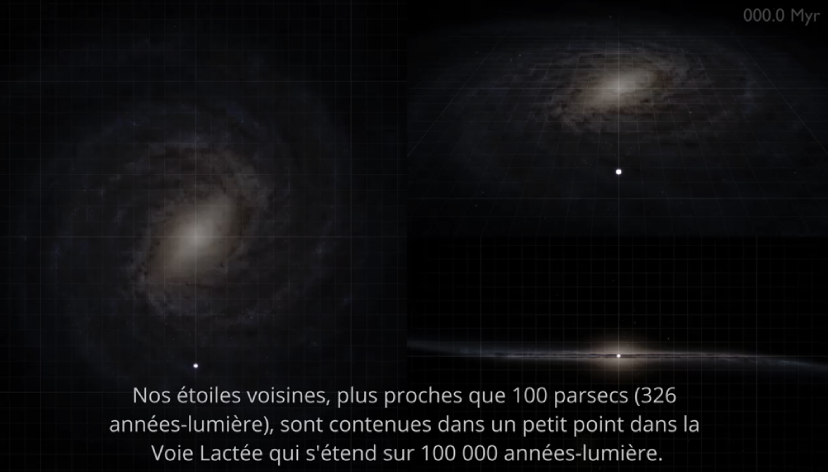 000.0 Myr
Nos étoiles voisines, plus proches que 100 parsecs (326
années-lumière), sont contenues dans un petit point dans la
Voie Lactée qui s'étend sur 100 000 années-lumière.